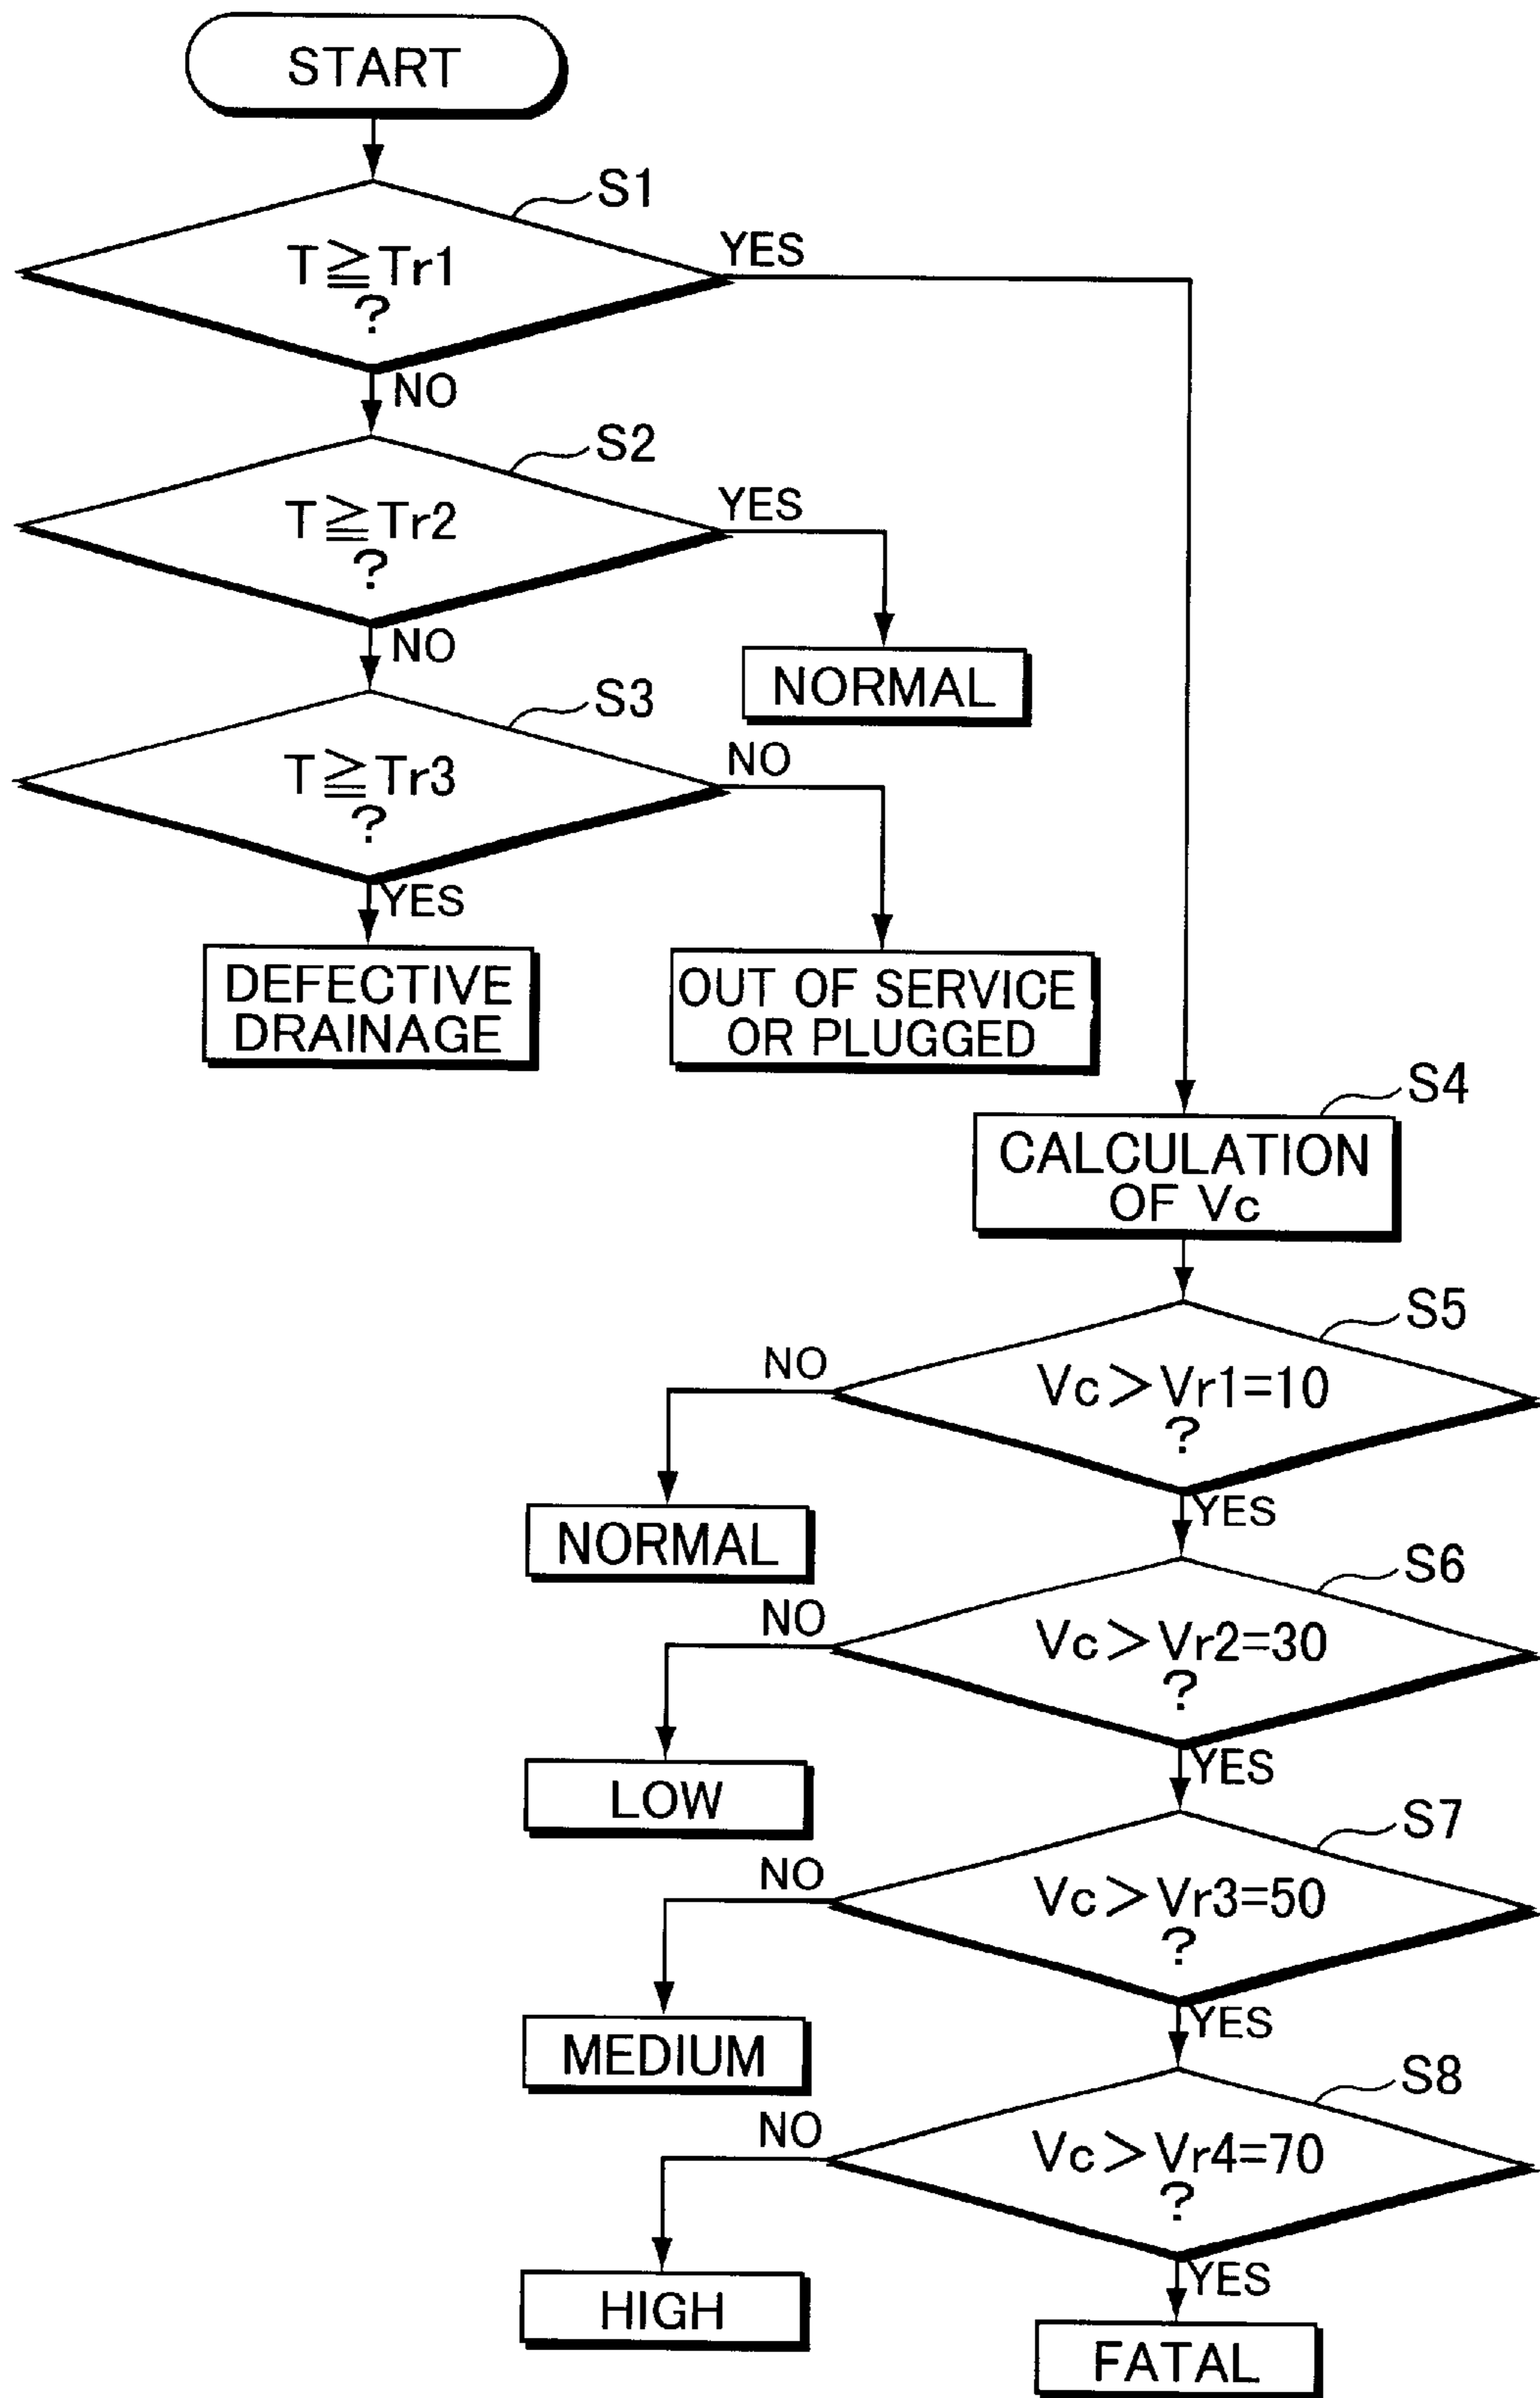 START
S1
T≧Tr1
?
YES
NO
S2
T≧Tr2
?
YES
NO
NORMAL
S3
T≧Tr3
?
NO
YES
DEFECTIVE
DRAINAGE
OUT OF SERVICE
OR PLUGGED
S4
CALCULATION
OF Vc
S5
NO
Vc>Vr1=10
?
YES
NORMAL
S6
NO
Vc>Vr2=30
?
YES
LOW
S7
NO
Vc>Vr3=50
?
YES
MEDIUM
S8
NO
Vc>Vr4=70
?
YES
HIGH
FATAL